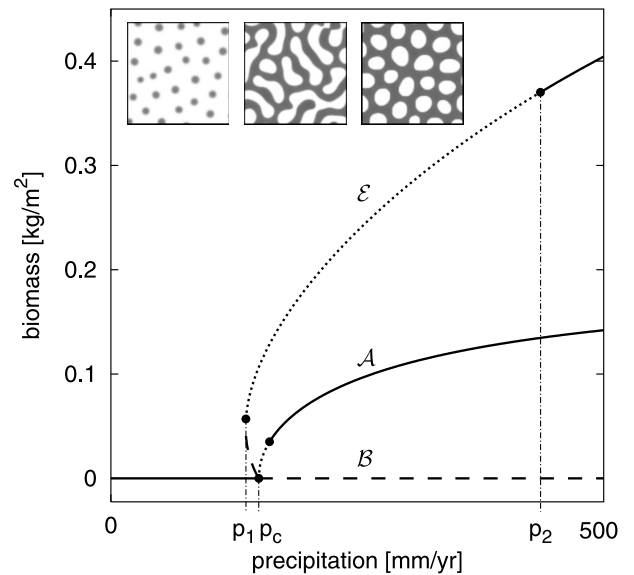 0.4
0.3
0.2
0.1
0
biomass [kg/m²]
ℰ
𝒜
ℬ
0 p₁ p_c p₂ 500
precipitation [mm/yr]